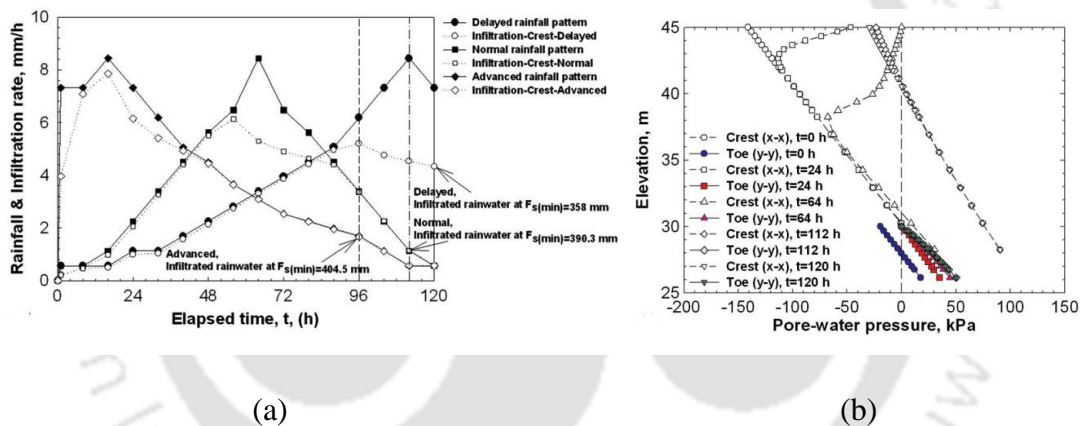 (a)
10
8
6
4
2
0
Rainfall & Infiltration rate, mm/h
Delayed rainfall pattern
Infiltration-Crest-Delayed
Normal rainfall pattern
Infiltration-Crest-Normal
Advanced rainfall pattern
Infiltration-Crest-Advanced
Delayed,
Infiltrated rainwater at Fs(min)=358 mm
Normal,
Infiltrated rainwater at Fs(min)=390.3 mm
Advanced,
Infiltrated rainwater at Fs(min)=404.5 mm
0 24 48 72 96 120
Elapsed time, t, (h)
(b)
45
40
35
30
25
Elevation, m
Crest (x-x), t=0 h
Toe (y-y), t=0 h
Crest (x-x), t=24 h
Toe (y-y), t=24 h
Crest (x-x), t=64 h
Toe (y-y), t=64 h
Crest (x-x), t=112 h
Toe (y-y), t=112 h
Crest (x-x), t=120 h
Toe (y-y), t=120 h
-200 -150 -100 -50 0 50 100 150
Pore-water pressure, kPa
(a) (b)